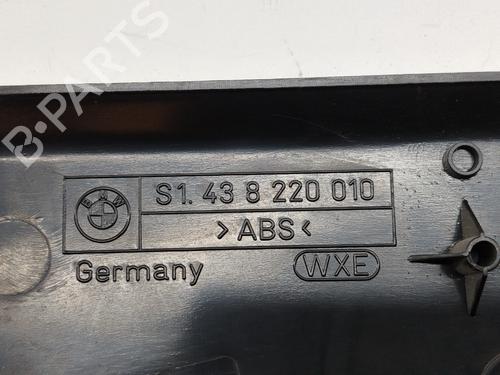 B-PARTS
BMW
S1. 43 8 220 010
>ABS<
Germany
WXE